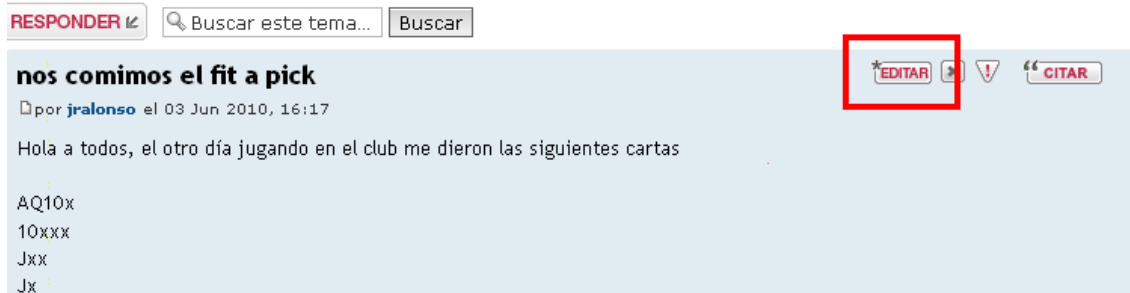 RESPONDER Buscar este tema... Buscar
nos comimos el fit a pick
*EDITAR “ CITAR
por jralonso el 03 Jun 2010, 16:17
Hola a todos, el otro día jugando en el club me dieron las siguientes cartas
AQ10x
10xxx
Jxx
Jx